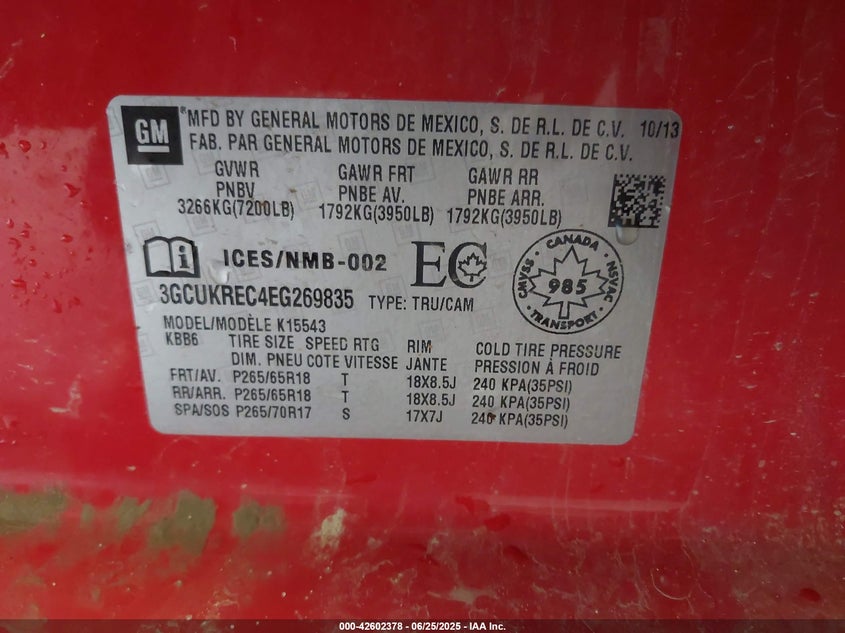 GM
®MFD BY GENERAL MOTORS DE MEXICO, S. DE R.L. DE C.V. 10/13
FAB. PAR GENERAL MOTORS DE MEXICO, S. DE R.L. DE C.V.
GVWR GAWR FRT GAWR RR
PNBV PNBE AV. PNBE ARR.
3266KG(7200LB) 1792KG(3950LB) 1792KG(3950LB)
ICES/NMB-002 EC
CANADA
CMVSS 985 NSVAC
TRANSPORT
3GCUKREC4EG269835 TYPE: TRU/CAM
MODEL/MODÈLE K15543
KBB6 TIRE SIZE SPEED RTG RIM COLD TIRE PRESSURE
DIM. PNEU COTE VITESSE JANTE PRESSION À FROID
FRT/AV. P265/65R18 T 18X8.5J 240 KPA(35PSI)
RR/ARR. P265/65R18 T 18X8.5J 240 KPA(35PSI)
SPA/SOS P265/70R17 S 17X7J 240 KPA(35PSI)
000-42602378 - 06/25/2025 - IAA Inc.